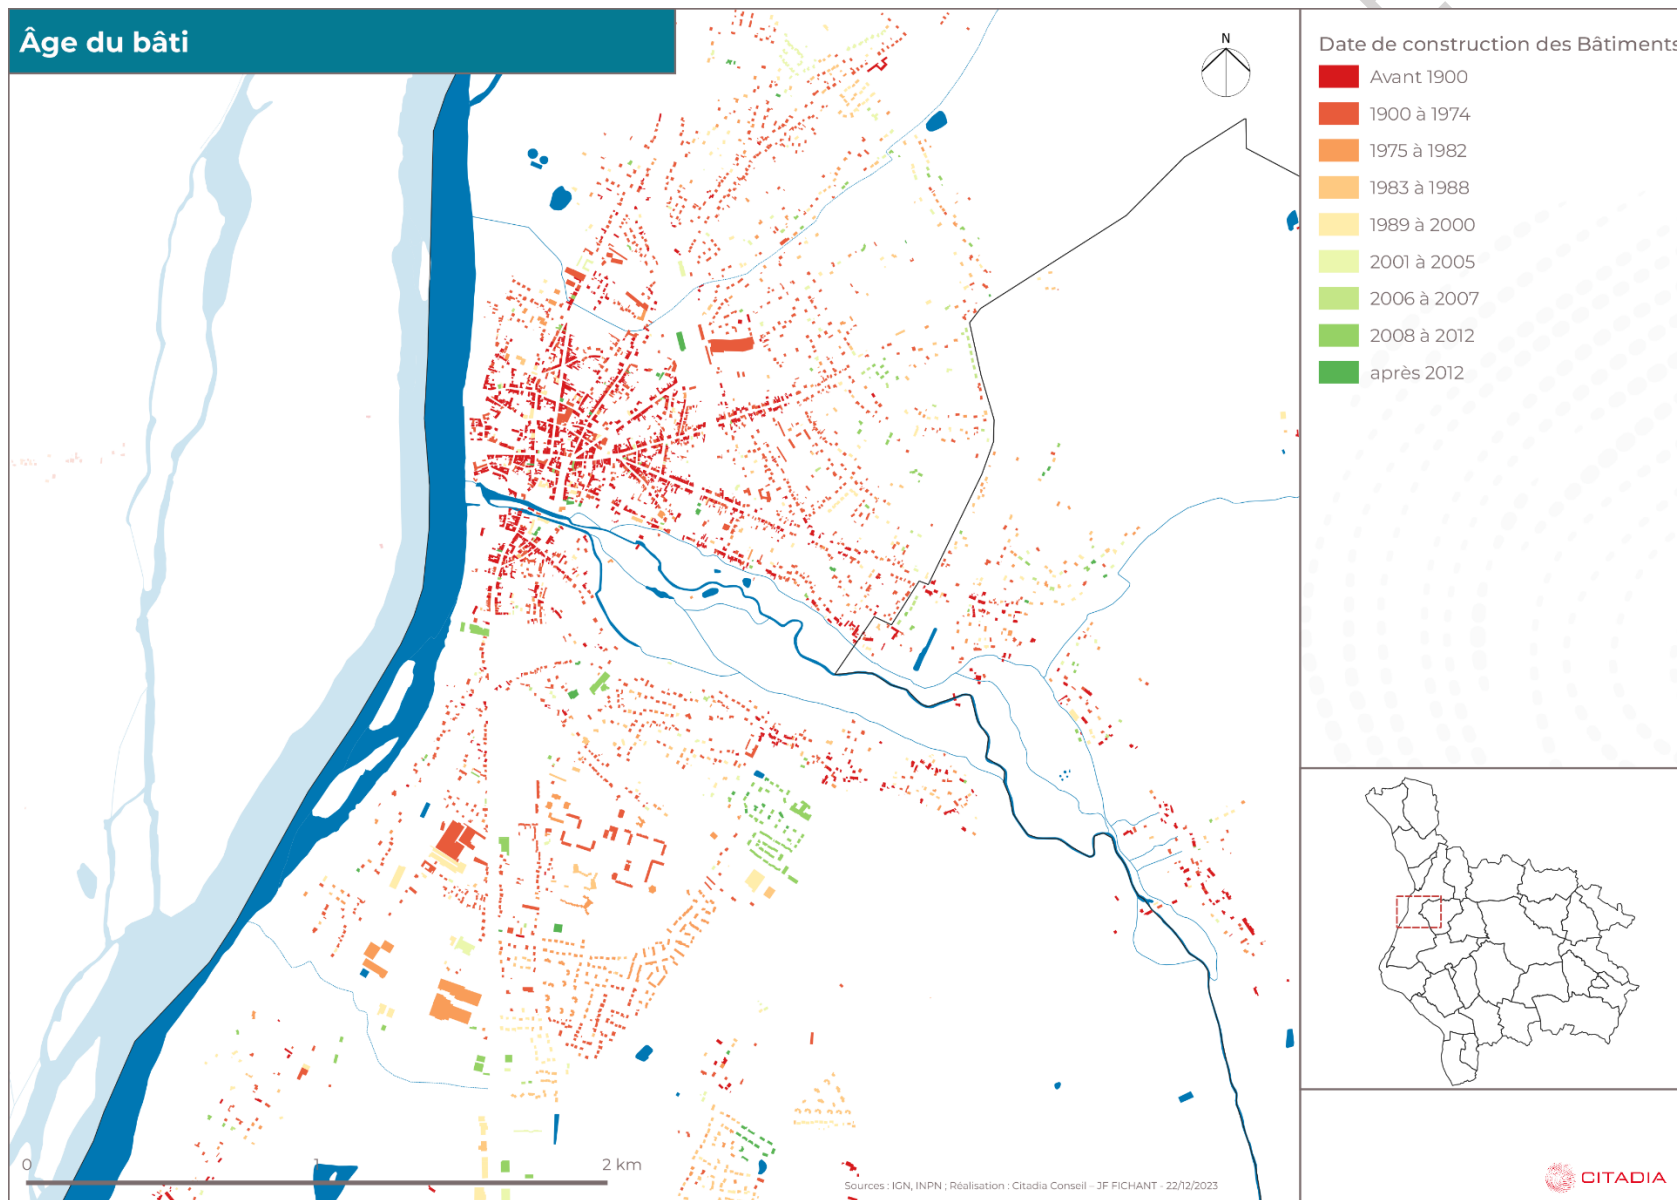 Âge du bâti
N
Date de construction des Bâtiments
Avant 1900
1900 à 1974
1975 à 1982
1983 à 1988
1989 à 2000
2001 à 2005
2006 à 2007
2008 à 2012
après 2012
0 1 2 km
Sources : IGN, INPN ; Réalisation : Citadia Conseil - JF FICHANT - 22/12/2023
CITADIA